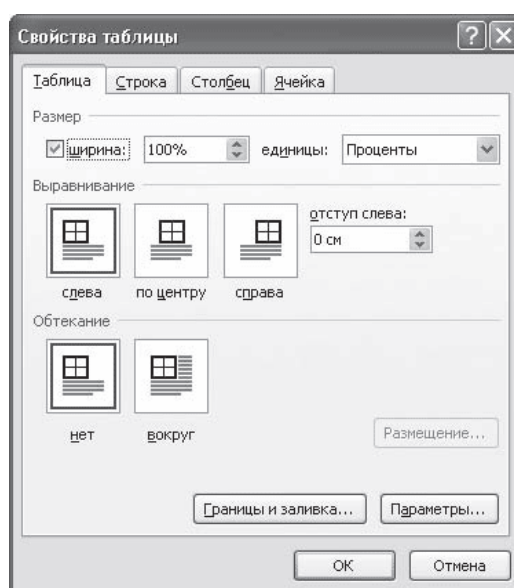 Свойства таблицы
Таблица Строка Столбец Ячейка
Размер
ширина: 100% единицы: Проценты
Выравнивание
отступ слева:
0 см
слева по центру справа
Обтекание
нет вокруг
Размещение...
Границы и заливка... Параметры...
ОК Отмена